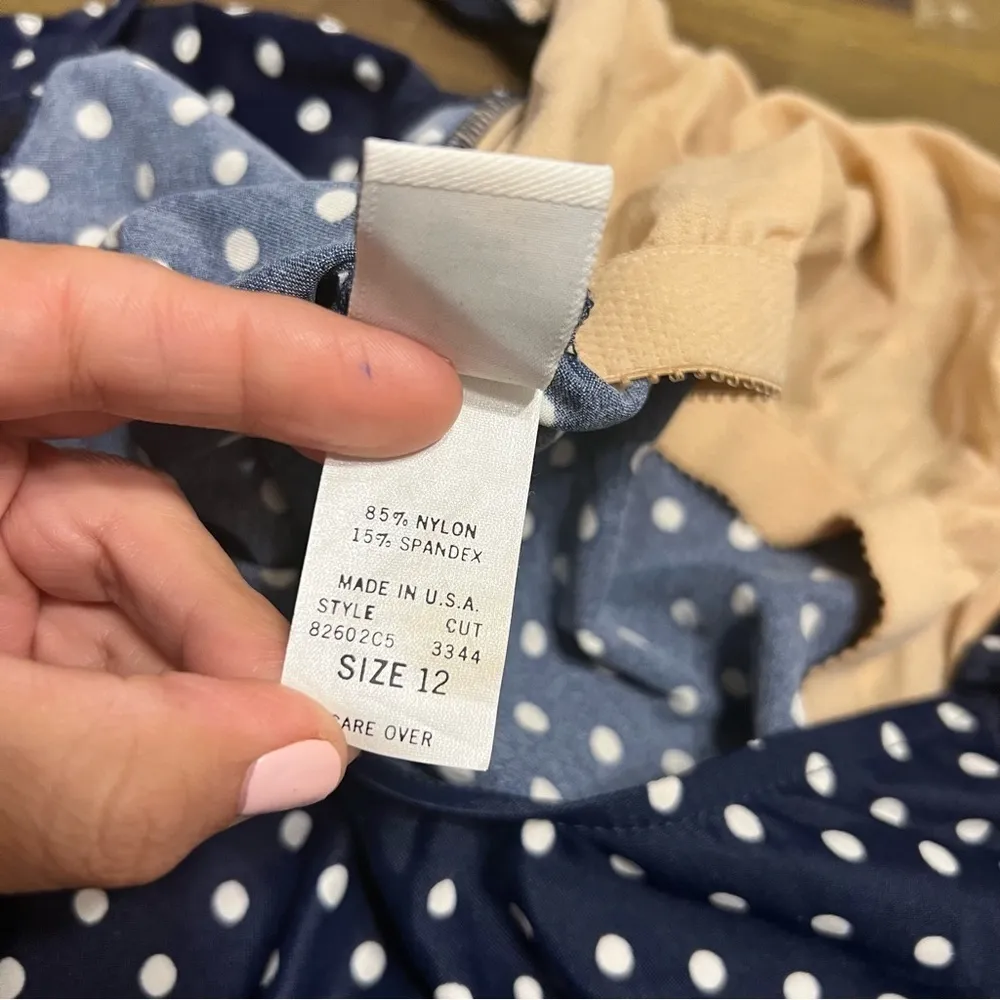 85% NYLON
15% SPANDEX
MADE IN U.S.A.
STYLE CUT
82602C5 3344
SIZE 12
CARE OVER